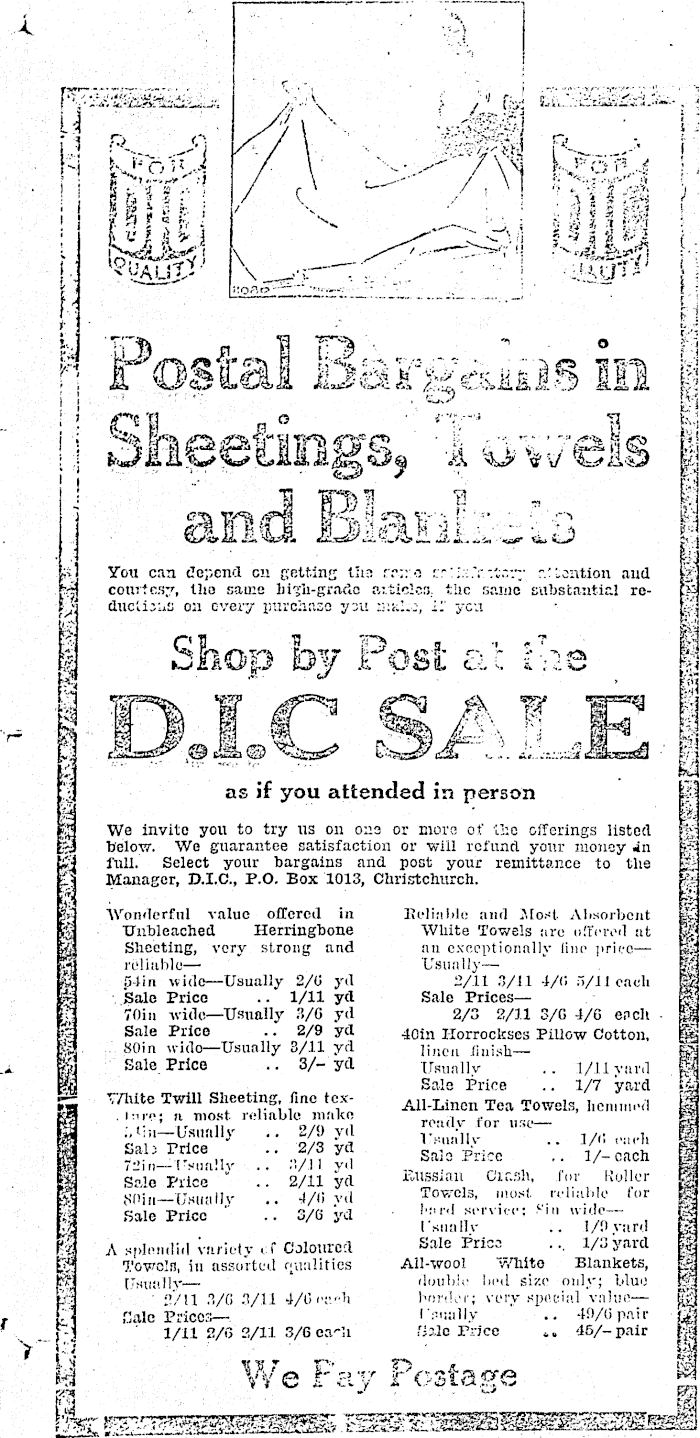 FOR
DIC
QUALITY
FOR
DIC
QUALITY
Postal Bargains in
Sheetings, Towels
and Blankets
You can depend on getting the same satisfactory attention and
courtesy, the same high-grade articles, the same substantial re-
ductions on every purchase you make, if you
Shop by Post at the
D.I.C SALE
as if you attended in person
We invite you to try us on one or more of the offerings listed
below. We guarantee satisfaction or will refund your money in
full. Select your bargains and post your remittance to the
Manager, D.I.C., P.O. Box 1013, Christchurch.
Wonderful value offered in
Unbleached Herringbone
Sheeting, very strong and
reliable—
54in wide—Usually 2/6 yd
Sale Price .. 1/11 yd
70in wide—Usually 3/6 yd
Sale Price .. 2/9 yd
80in wide—Usually 3/11 yd
Sale Price .. 3/- yd
White Twill Sheeting, fine tex-
ture; a most reliable make
54in—Usually .. 2/9 yd
Sale Price .. 2/3 yd
72in—Usually .. 3/11 yd
Sale Price .. 2/11 yd
80in—Usually .. 4/6 yd
Sale Price .. 3/6 yd
A splendid variety of Coloured
Towels, in assorted qualities
Usually—
2/11 3/6 3/11 4/6 each
Sale Prices—
1/11 2/6 2/11 3/6 each
Reliable and Most Absorbent
White Towels are offered at
an exceptionally fine price—
Usually—
2/11 3/11 4/6 5/11 each
Sale Prices—
2/3 2/11 3/6 4/6 each
40in Horrockses Pillow Cotton,
linen finish—
Usually .. 1/11 yard
Sale Price .. 1/7 yard
All-Linen Tea Towels, hemmed
ready for use—
Usually .. 1/6 each
Sale Price .. 1/- each
Russian Crash, for Roller
Towels, most reliable for
hard service; 8in wide—
Usually .. 1/9 yard
Sale Price .. 1/3 yard
All-wool White Blankets,
double bed size only; blue
border; very special value—
Usually .. 49/6 pair
Sale Price .. 45/- pair
We Pay Postage